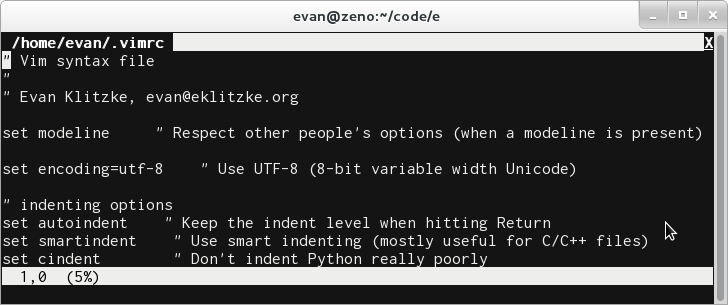 evan@zeno:~/code/e
/home/evan/.vimrc X
" Vim syntax file
"
" Evan Klitzke, evan@eklitzke.org
set modeline " Respect other people's options (when a modeline is present)
set encoding=utf-8 " Use UTF-8 (8-bit variable width Unicode)
" indenting options
set autoindent " Keep the indent level when hitting Return
set smartindent " Use smart indenting (mostly useful for C/C++ files)
set cindent " Don't indent Python really poorly
1,0 (5%)